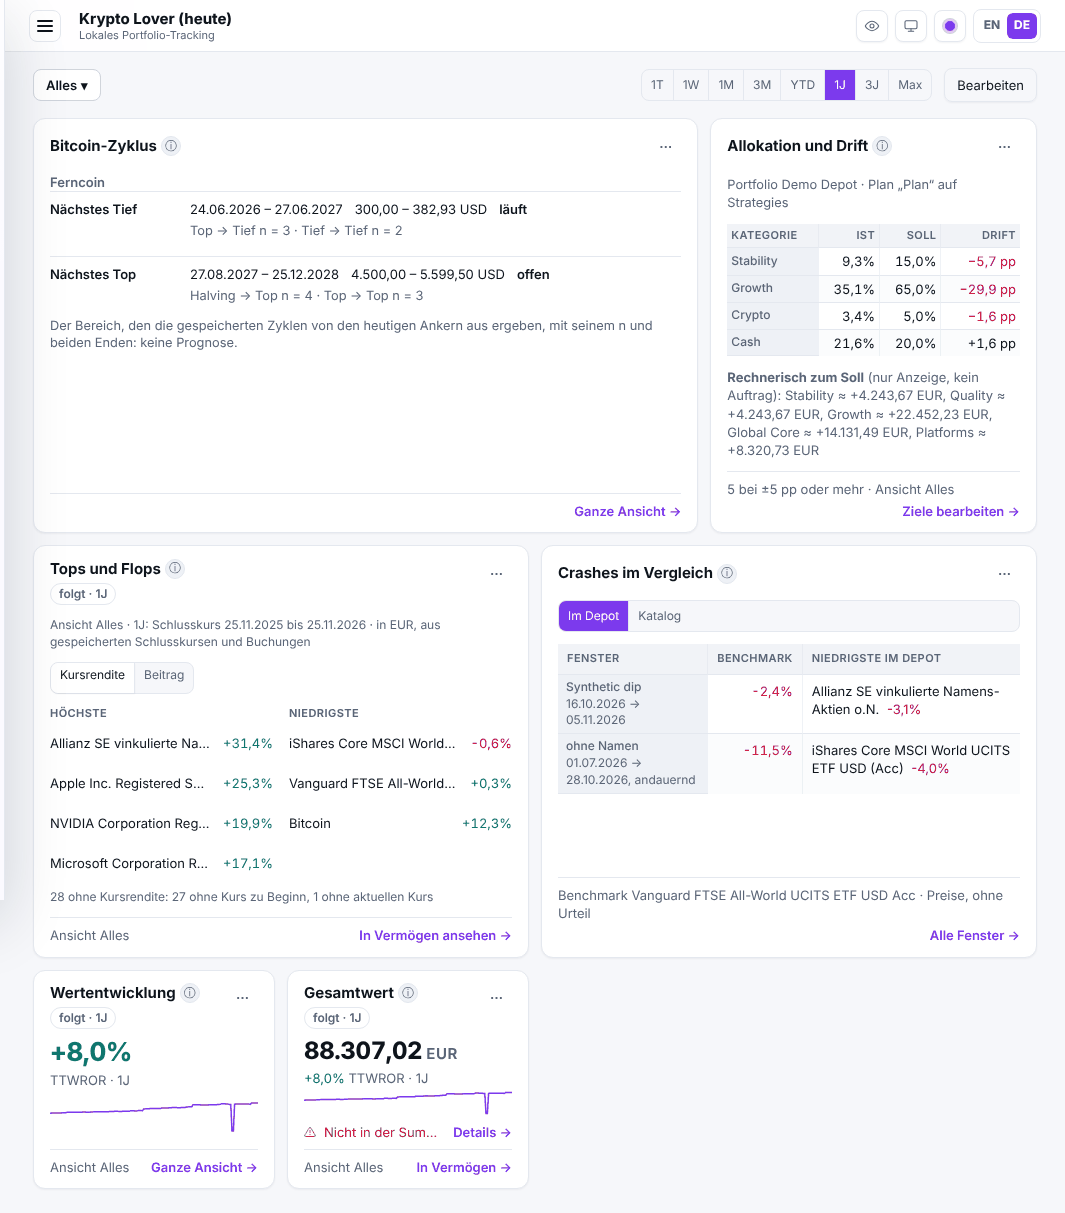 Krypto Lover (heute)
Lokales Portfolio-Tracking
EN DE
Alles ▾
1T 1W 1M 3M YTD 1J 3J Max
Bearbeiten
Bitcoin-Zyklus ⓘ
...
Ferncoin
Nächstes Tief 24.06.2026 – 27.06.2027 300,00 – 382,93 USD läuft
Top → Tief n = 3 · Tief → Tief n = 2
Nächstes Top 27.08.2027 – 25.12.2028 4.500,00 – 5.599,50 USD offen
Halving → Top n = 4 · Top → Top n = 3
Der Bereich, den die gespeicherten Zyklen von den heutigen Ankern aus ergeben, mit seinem n und
beiden Enden: keine Prognose.
Ganze Ansicht →
Allokation und Drift ⓘ
...
Portfolio Demo Depot · Plan „Plan“ auf
Strategies
KATEGORIE IST SOLL DRIFT
Stability 9,3% 15,0% −5,7 pp
Growth 35,1% 65,0% −29,9 pp
Crypto 3,4% 5,0% −1,6 pp
Cash 21,6% 20,0% +1,6 pp
Rechnerisch zum Soll (nur Anzeige, kein
Auftrag): Stability ≈ +4.243,67 EUR, Quality ≈
+4.243,67 EUR, Growth ≈ +22.452,23 EUR,
Global Core ≈ +14.131,49 EUR, Platforms ≈
+8.320,73 EUR
5 bei ±5 pp oder mehr · Ansicht Alles
Ziele bearbeiten →
Tops und Flops ⓘ
...
folgt · 1J
Ansicht Alles · 1J: Schlusskurs 25.11.2025 bis 25.11.2026 · in EUR, aus
gespeicherten Schlusskursen und Buchungen
Kursrendite Beitrag
HÖCHSTE NIEDRIGSTE
Allianz SE vinkulierte Na... +31,4% iShares Core MSCI World... -0,6%
Apple Inc. Registered S... +25,3% Vanguard FTSE All-World... +0,3%
NVIDIA Corporation Reg... +19,9% Bitcoin +12,3%
Microsoft Corporation R... +17,1%
28 ohne Kursrendite: 27 ohne Kurs zu Beginn, 1 ohne aktuellen Kurs
Ansicht Alles In Vermögen ansehen →
Crashes im Vergleich ⓘ
...
Im Depot Katalog
FENSTER BENCHMARK NIEDRIGSTE IM DEPOT
Synthetic dip
16.10.2026 →
05.11.2026
-2,4%
Allianz SE vinkulierte Namens-
Aktien o.N. -3,1%
ohne Namen
01.07.2026 →
28.10.2026, andauernd
-11,5%
iShares Core MSCI World UCITS
ETF USD (Acc) -4,0%
Benchmark Vanguard FTSE All-World UCITS ETF USD Acc · Preise, ohne
Urteil
Alle Fenster →
Wertentwicklung ⓘ
...
folgt · 1J
+8,0%
TTWROR · 1J
Ansicht Alles Ganze Ansicht →
Gesamtwert ⓘ
...
folgt · 1J
88.307,02 EUR
+8,0% TTWROR · 1J
⚠ Nicht in der Sum... Details →
Ansicht Alles In Vermögen →